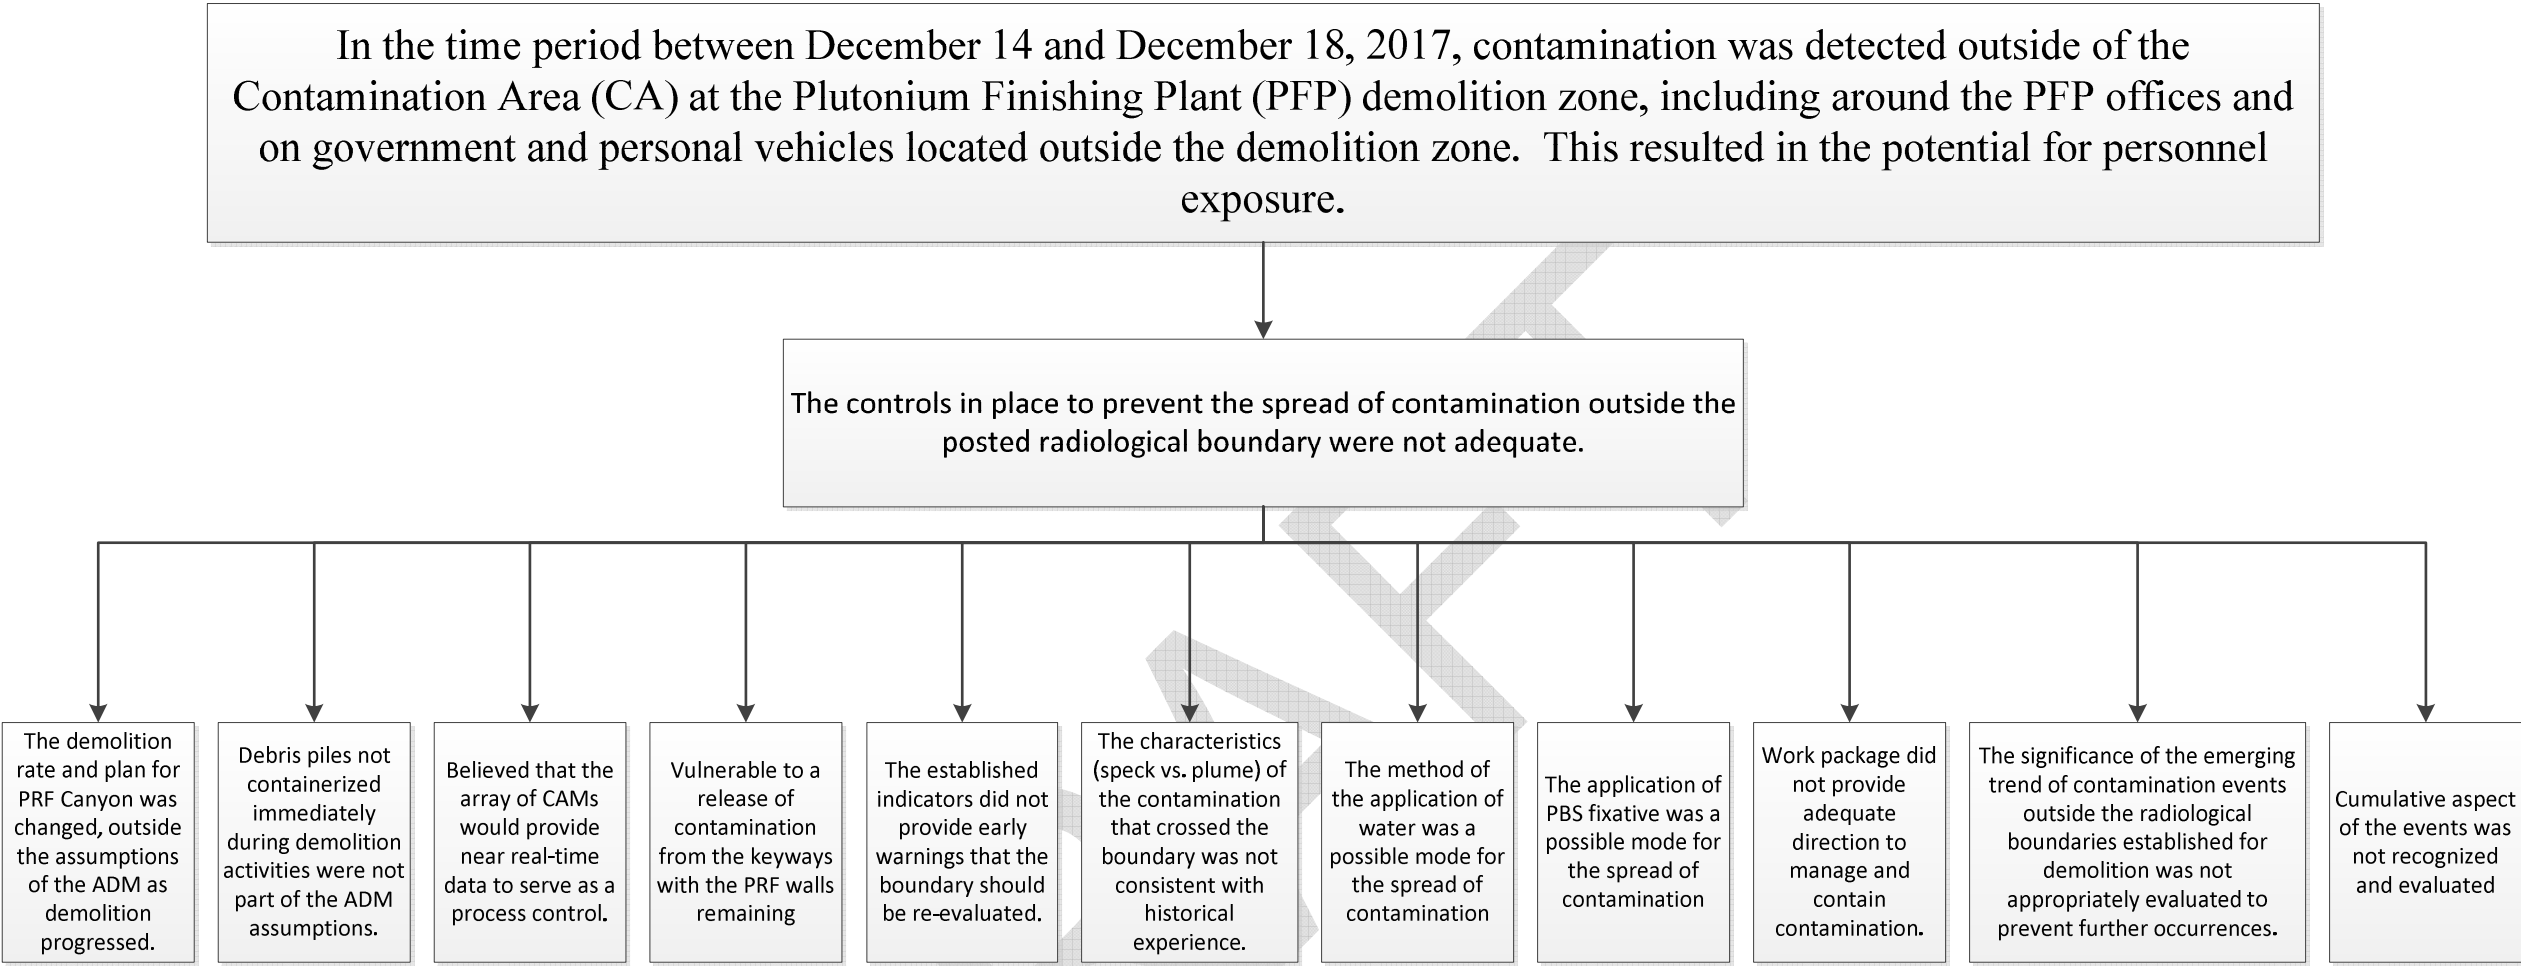 In the time period between December 14 and December 18, 2017, contamination was detected outside of the
Contamination Area (CA) at the Plutonium Finishing Plant (PFP) demolition zone, including around the PFP offices and
on government and personal vehicles located outside the demolition zone.  This resulted in the potential for personnel
exposure.
The controls in place to prevent the spread of contamination outside the
posted radiological boundary were not adequate.
The demolition
rate and plan for
PRF Canyon was
changed, outside
the assumptions
of the ADM as
demolition
progressed.
Debris piles not
containerized
immediately
during demolition
activities were not
part of the ADM
assumptions.
Believed that the
array of CAMs
would provide
near real-time
data to serve as a
process control.
Vulnerable to a
release of
contamination
from the keyways
with the PRF walls
remaining
The established
indicators did not
provide early
warnings that the
boundary should
be re-evaluated.
The characteristics
(speck vs. plume) of
the contamination
that crossed the
boundary was not
consistent with
historical
experience.
The method of
the application of
water was a
possible mode for
the spread of
contamination
The application of
PBS fixative was a
possible mode for
the spread of
contamination
Work package did
not provide
adequate
direction to
manage and
contain
contamination.
The significance of the emerging
trend of contamination events
outside the radiological
boundaries established for
demolition was not
appropriately evaluated to
prevent further occurrences.
Cumulative aspect
of the events was
not recognized
and evaluated